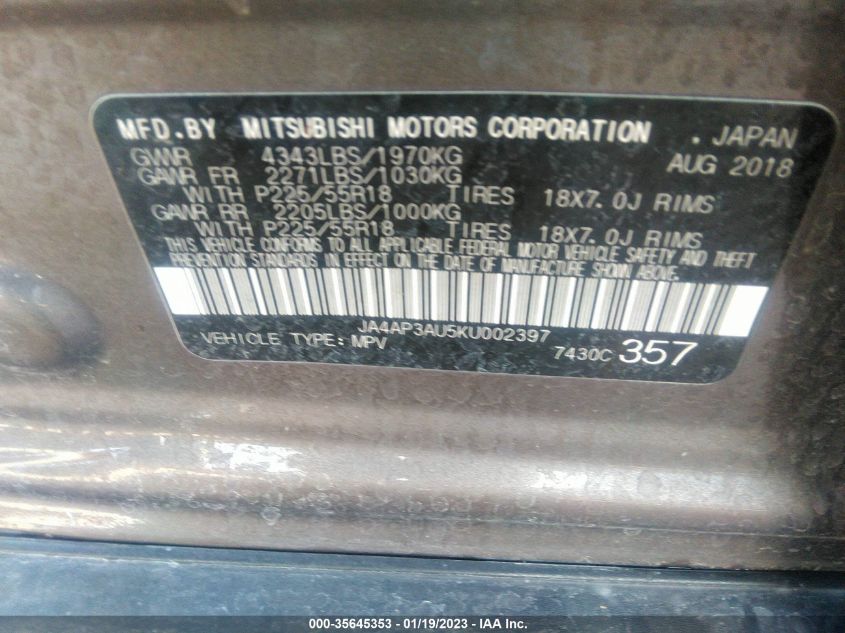 MFD.BY MITSUBISHI MOTORS CORPORATION . JAPAN
GVWR 4343LBS/1970KG AUG 2018
GAWR FR 2271LBS/1030KG
WITH P225/55R18 TIRES 18X7.0J RIMS
GAWR RR 2205LBS/1000KG
WITH P225/55R18 TIRES 18X7.0J RIMS
THIS VEHICLE CONFORMS TO ALL APPLICABLE FEDERAL MOTOR VEHICLE SAFETY AND THEFT
PREVENTION STANDARDS IN EFFECT ON THE DATE OF MANUFACTURE SHOWN ABOVE.
JA4AP3AU5KU002397
VEHICLE TYPE:MPV 7430C 357
000-35645353 - 01/19/2023 - IAA Inc.